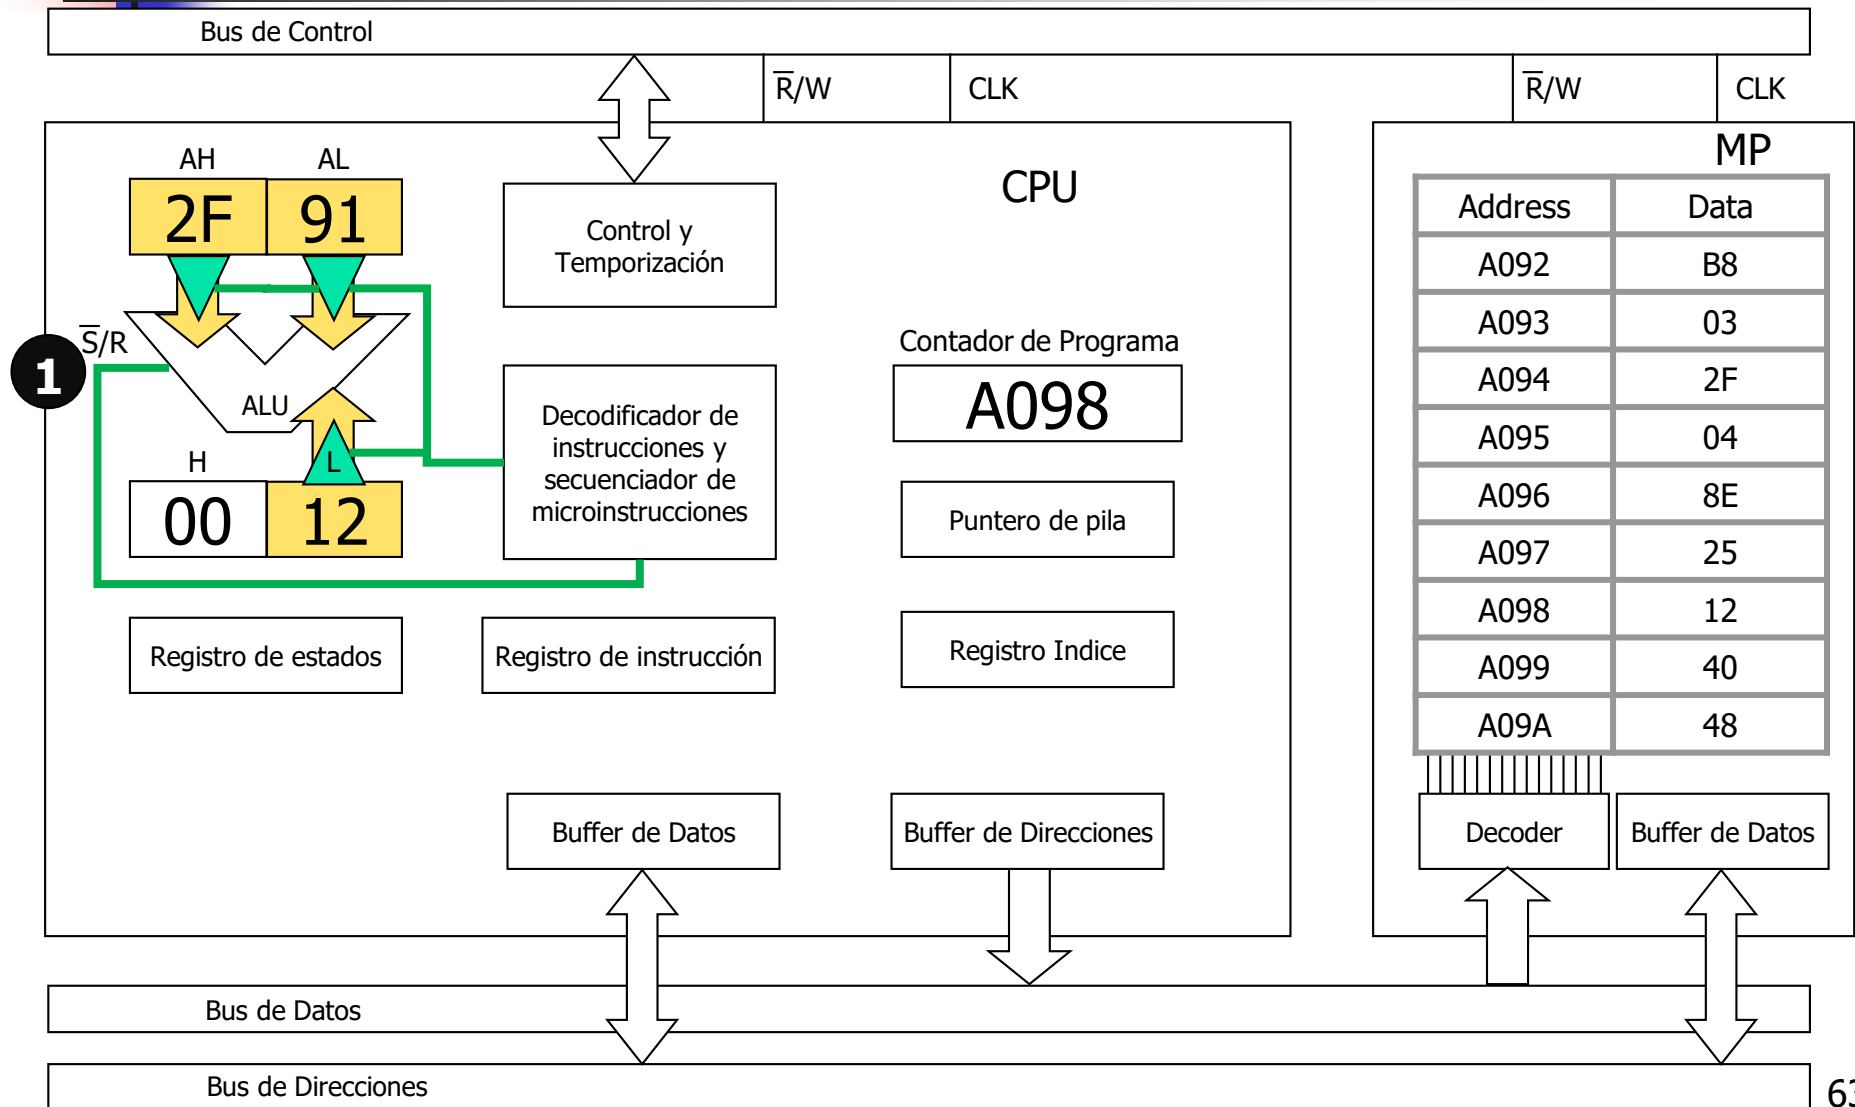 Bus de Control
R̅/W
CLK
R̅/W
CLK
AH
AL
2F
91
S̅/R
1
ALU
H
L
00
12
Control y
Temporización
CPU
Decodificador de
instrucciones y
secuenciador de
microinstrucciones
Contador de Programa
A098
Puntero de pila
Registro de estados
Registro de instrucción
Registro Indice
Buffer de Datos
Buffer de Direcciones
MP
Address Data
A092 B8
A093 03
A094 2F
A095 04
A096 8E
A097 25
A098 12
A099 40
A09A 48
Decoder
Buffer de Datos
Bus de Datos
Bus de Direcciones
63